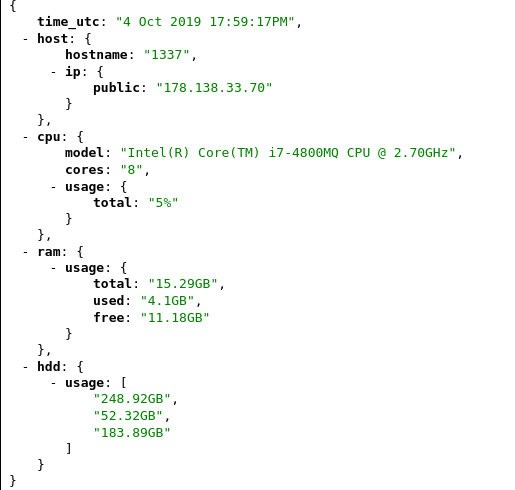 {
time_utc: "4 Oct 2019 17:59:17PM",
- host: {
hostname: "1337",
- ip: {
public: "178.138.33.70"
}
},
- cpu: {
model: "Intel(R) Core(TM) i7-4800MQ CPU @ 2.70GHz",
cores: "8",
- usage: {
total: "5%"
}
},
- ram: {
- usage: {
total: "15.29GB",
used: "4.1GB",
free: "11.18GB"
}
},
- hdd: {
- usage: [
"248.92GB",
"52.32GB",
"183.89GB"
]
}
}